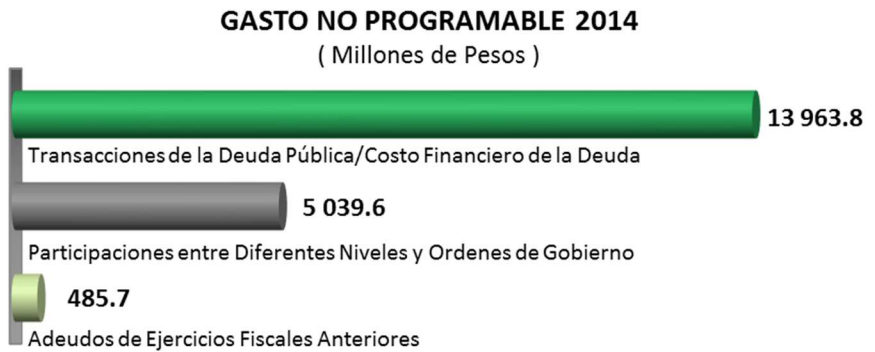 GASTO NO PROGRAMABLE 2014
( Millones de Pesos )
13 963.8
Transacciones de la Deuda Pública/Costo Financiero de la Deuda
5 039.6
Participaciones entre Diferentes Niveles y Ordenes de Gobierno
485.7
Adeudos de Ejercicios Fiscales Anteriores